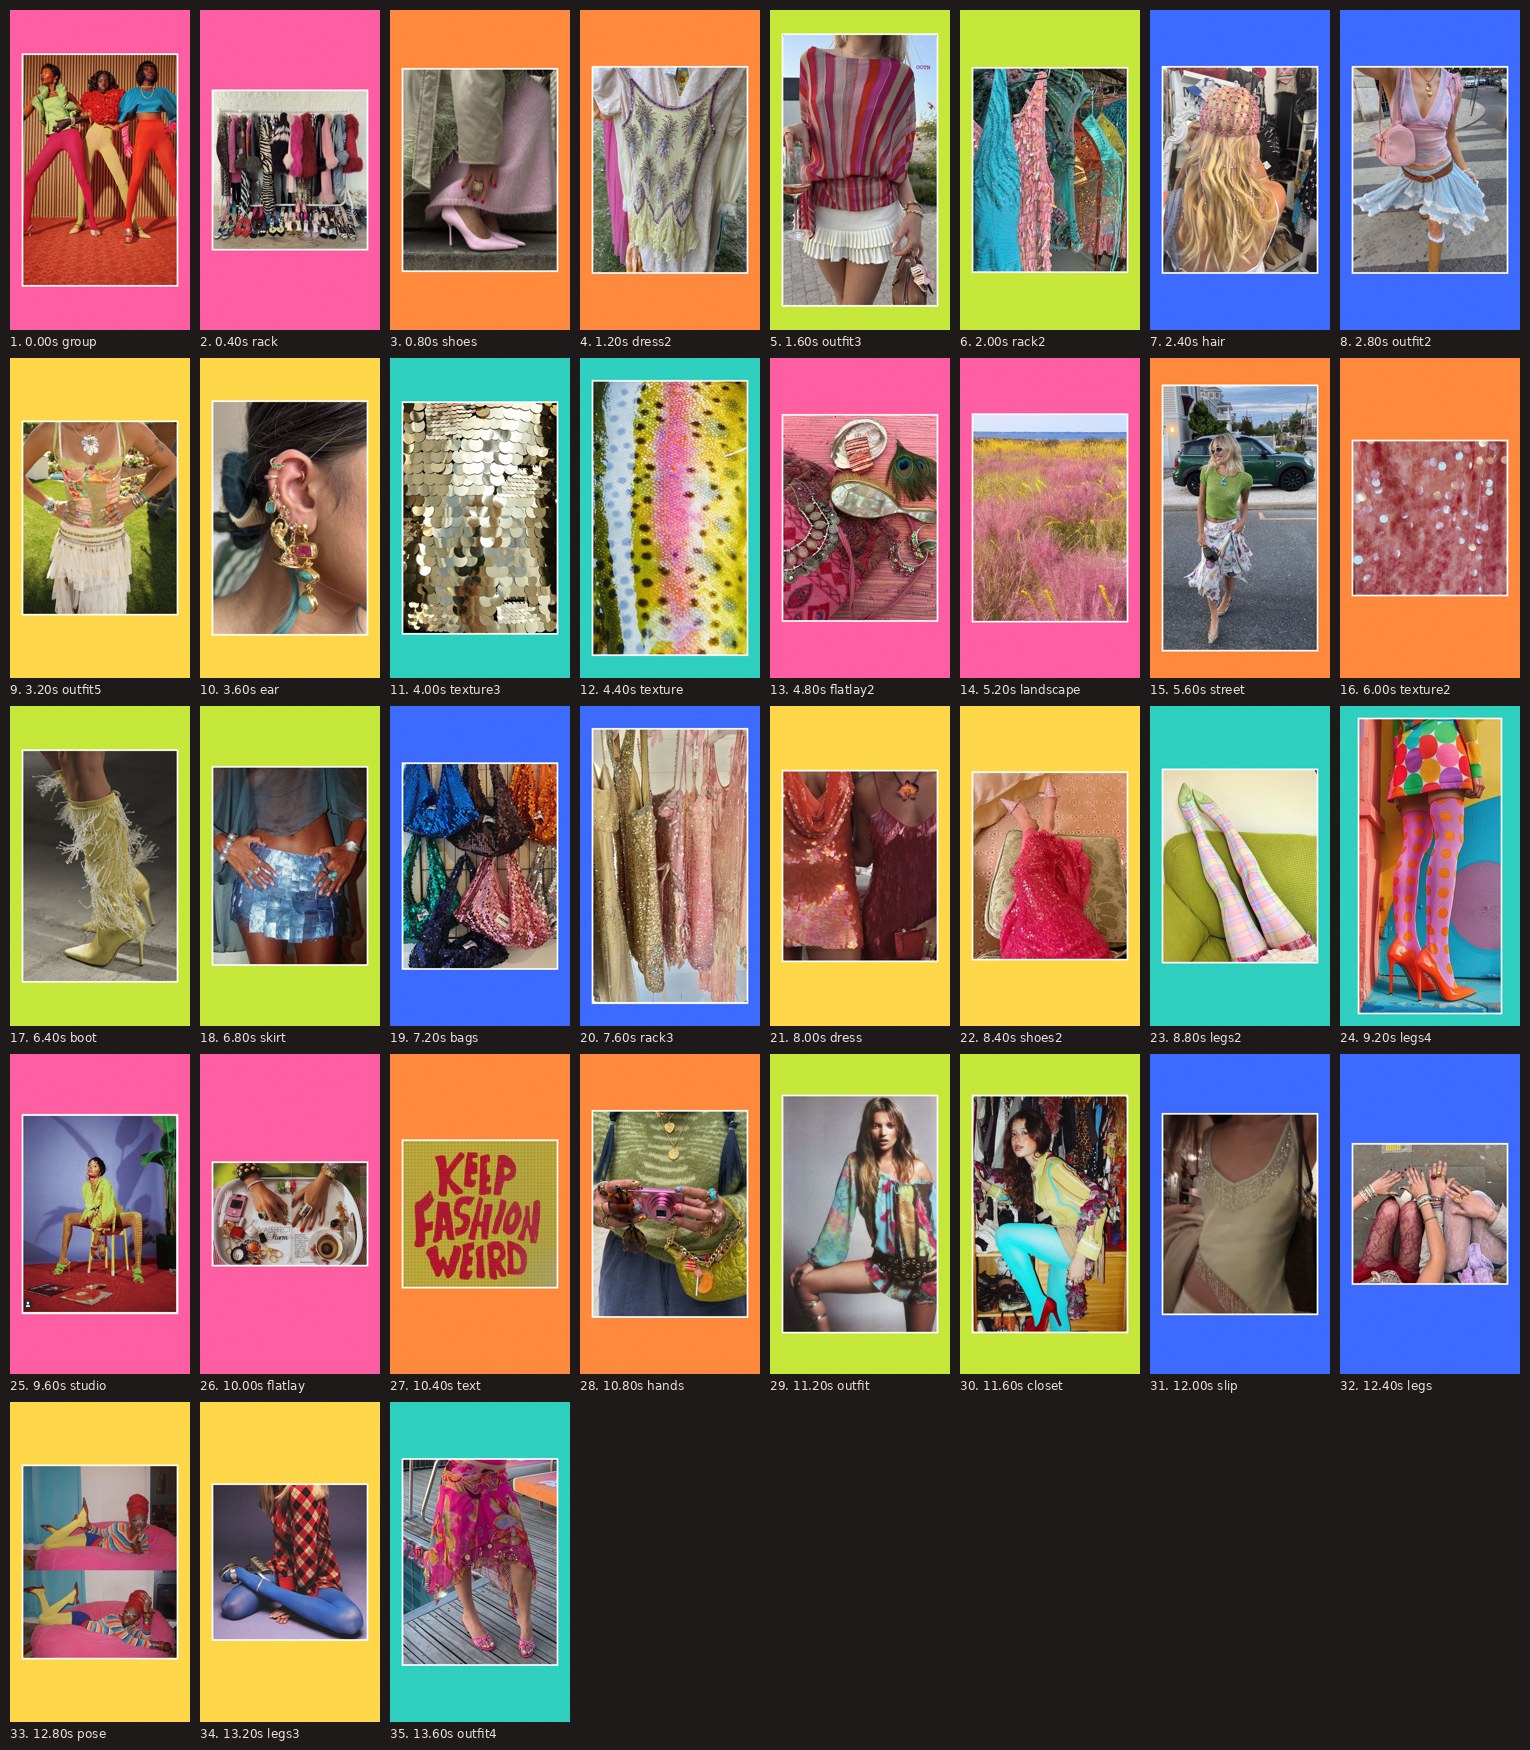 OOTN
1. 0.00s group
2. 0.40s rack
3. 0.80s shoes
4. 1.20s dress2
5. 1.60s outfit3
6. 2.00s rack2
7. 2.40s hair
8. 2.80s outfit2
9. 3.20s outfit5
10. 3.60s ear
11. 4.00s texture3
12. 4.40s texture
13. 4.80s flatlay2
14. 5.20s landscape
15. 5.60s street
16. 6.00s texture2
17. 6.40s boot
18. 6.80s skirt
19. 7.20s bags
20. 7.60s rack3
21. 8.00s dress
22. 8.40s shoes2
23. 8.80s legs2
24. 9.20s legs4
KEEP
FASHION
WEIRD
25. 9.60s studio
26. 10.00s flatlay
27. 10.40s text
28. 10.80s hands
29. 11.20s outfit
30. 11.60s closet
31. 12.00s slip
32. 12.40s legs
33. 12.80s pose
34. 13.20s legs3
35. 13.60s outfit4